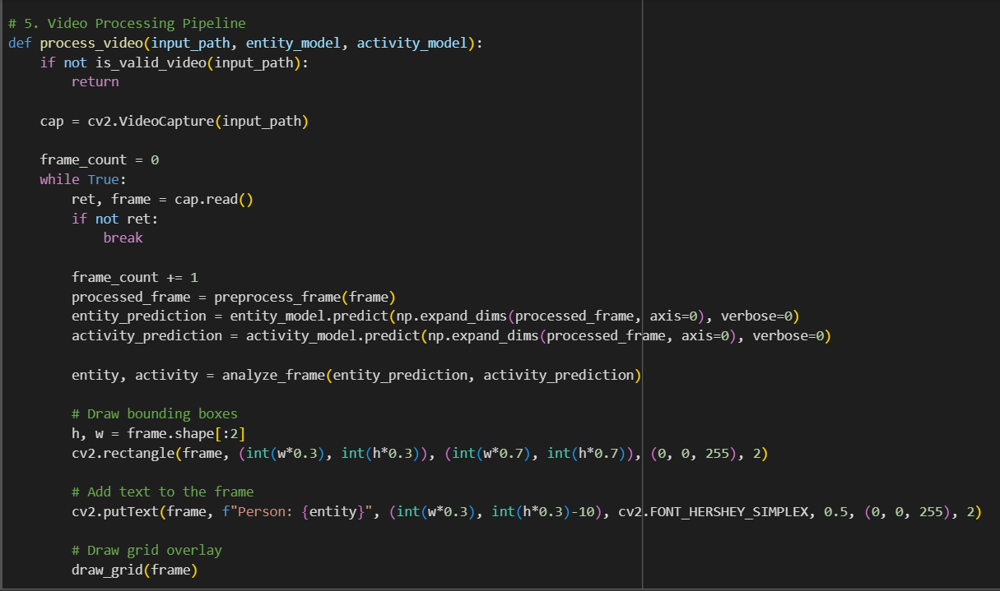 # 5. Video Processing Pipeline
def process_video(input_path, entity_model, activity_model):
    if not is_valid_video(input_path):
        return

    cap = cv2.VideoCapture(input_path)

    frame_count = 0
    while True:
        ret, frame = cap.read()
        if not ret:
            break

        frame_count += 1
        processed_frame = preprocess_frame(frame)
        entity_prediction = entity_model.predict(np.expand_dims(processed_frame, axis=0), verbose=0)
        activity_prediction = activity_model.predict(np.expand_dims(processed_frame, axis=0), verbose=0)

        entity, activity = analyze_frame(entity_prediction, activity_prediction)

        # Draw bounding boxes
        h, w = frame.shape[:2]
        cv2.rectangle(frame, (int(w*0.3), int(h*0.3)), (int(w*0.7), int(h*0.7)), (0, 0, 255), 2)

        # Add text to the frame
        cv2.putText(frame, f"Person: {entity}", (int(w*0.3), int(h*0.3)-10), cv2.FONT_HERSHEY_SIMPLEX, 0.5, (0, 0, 255), 2)

        # Draw grid overlay
        draw_grid(frame)